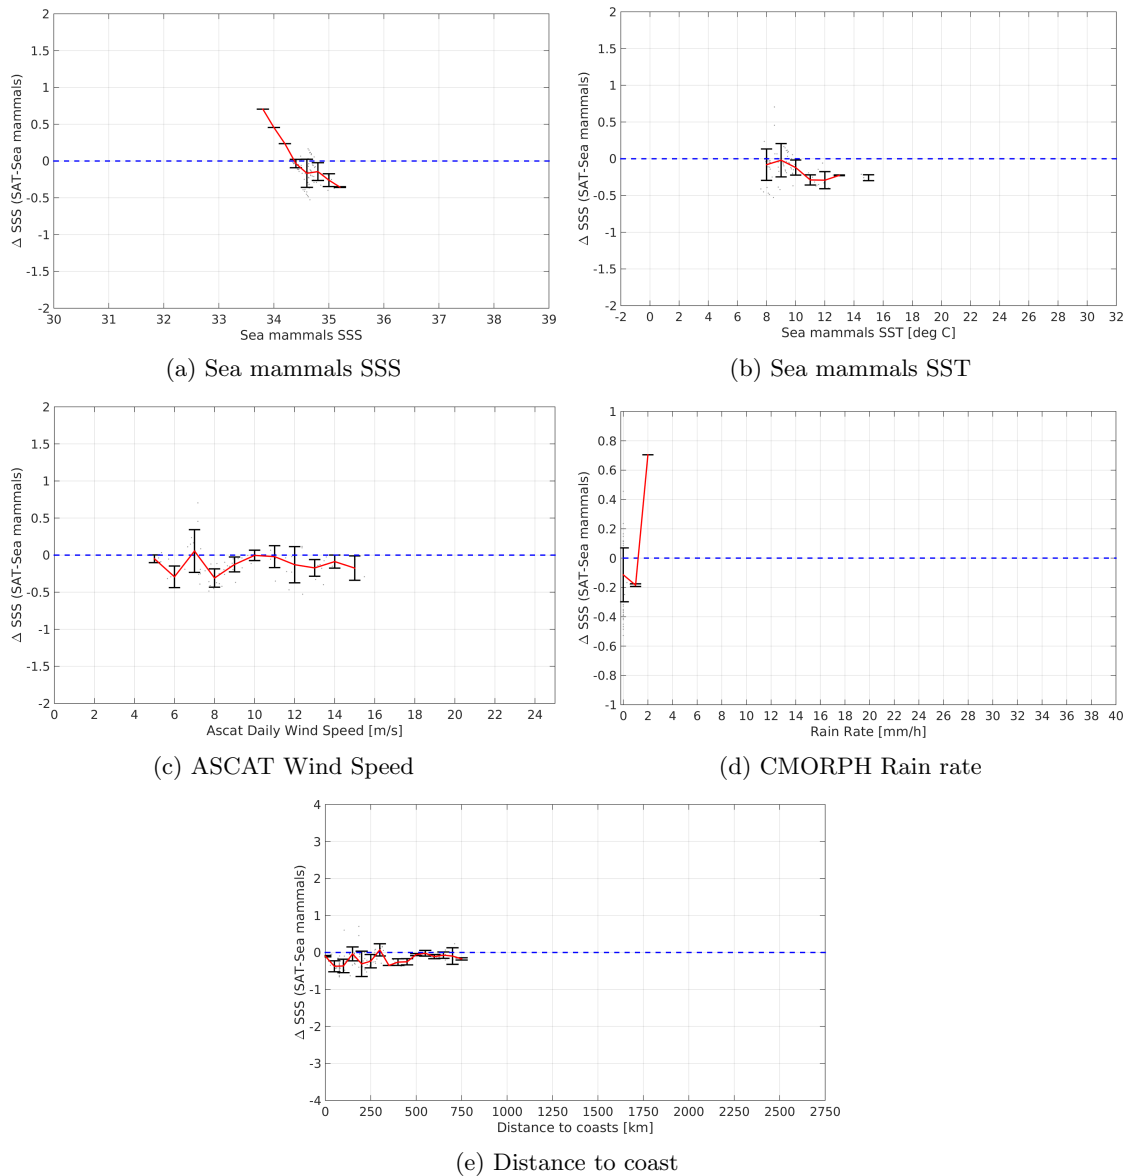 2
1.5
1
0.5
0
-0.5
-1
-1.5
-2
Δ SSS (SAT-Sea mammals)
30 31 32 33 34 35 36 37 38 39
Sea mammals SSS
(a) Sea mammals SSS
2
1.5
1
0.5
0
-0.5
-1
-1.5
-2
Δ SSS (SAT-Sea mammals)
-2 0 2 4 6 8 10 12 14 16 18 20 22 24 26 28 30 32
Sea mammals SST [deg C]
(b) Sea mammals SST
2
1.5
1
0.5
0
-0.5
-1
-1.5
-2
Δ SSS (SAT-Sea mammals)
0 2 4 6 8 10 12 14 16 18 20 22 24
Ascat Daily Wind Speed [m/s]
(c) ASCAT Wind Speed
1
0.8
0.6
0.4
0.2
0
-0.2
-0.4
-0.6
-0.8
-1
Δ SSS (SAT-Sea mammals)
0 2 4 6 8 10 12 14 16 18 20 22 24 26 28 30 32 34 36 38 40
Rain Rate [mm/h]
(d) CMORPH Rain rate
4
3
2
1
0
-1
-2
-3
-4
Δ SSS (SAT-Sea mammals)
0 250 500 750 1000 1250 1500 1750 2000 2250 2500 2750
Distance to coasts [km]
(e) Distance to coast